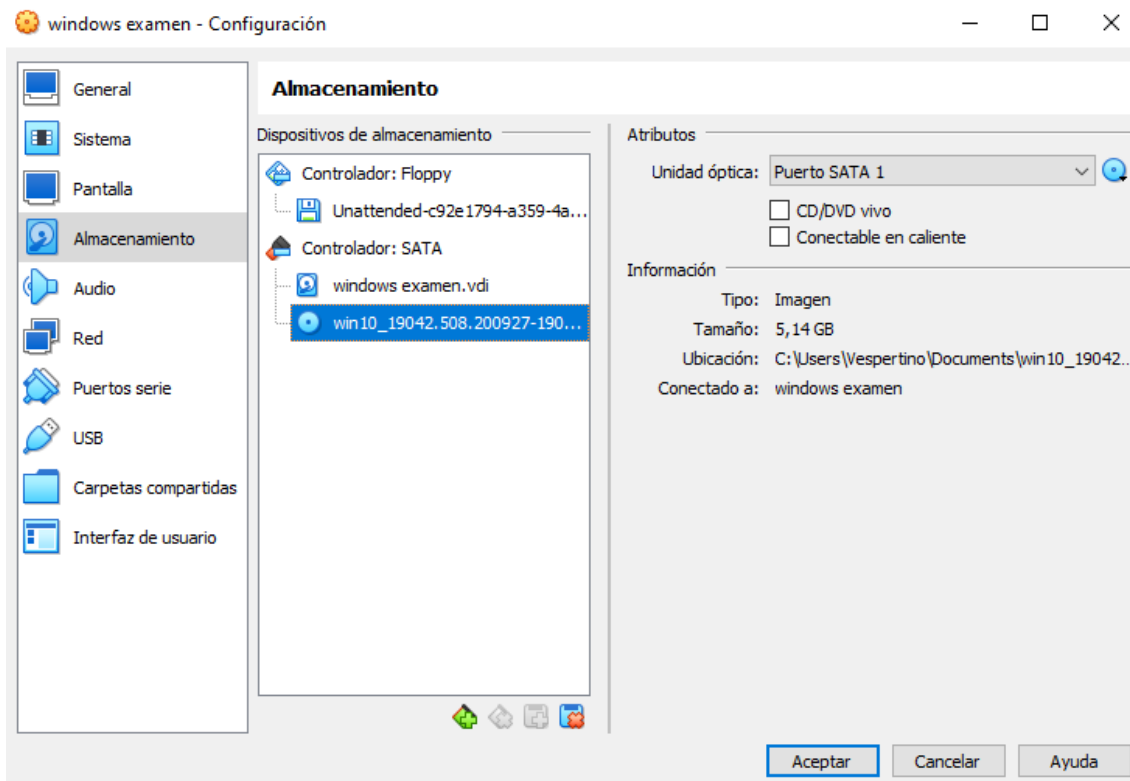 windows examen - Configuración
General
Sistema
Pantalla
Almacenamiento
Audio
Red
Puertos serie
USB
Carpetas compartidas
Interfaz de usuario
Almacenamiento
Dispositivos de almacenamiento
Controlador: Floppy
Unattended-c92e1794-a359-4a...
Controlador: SATA
windows examen.vdi
win10_19042.508.200927-190...
Atributos
Unidad óptica: Puerto SATA 1
CD/DVD vivo
Conectable en caliente
Información
Tipo: Imagen
Tamaño: 5,14 GB
Ubicación: C:\Users\Vespertino\Documents\win10_19042...
Conectado a: windows examen
Aceptar Cancelar Ayuda